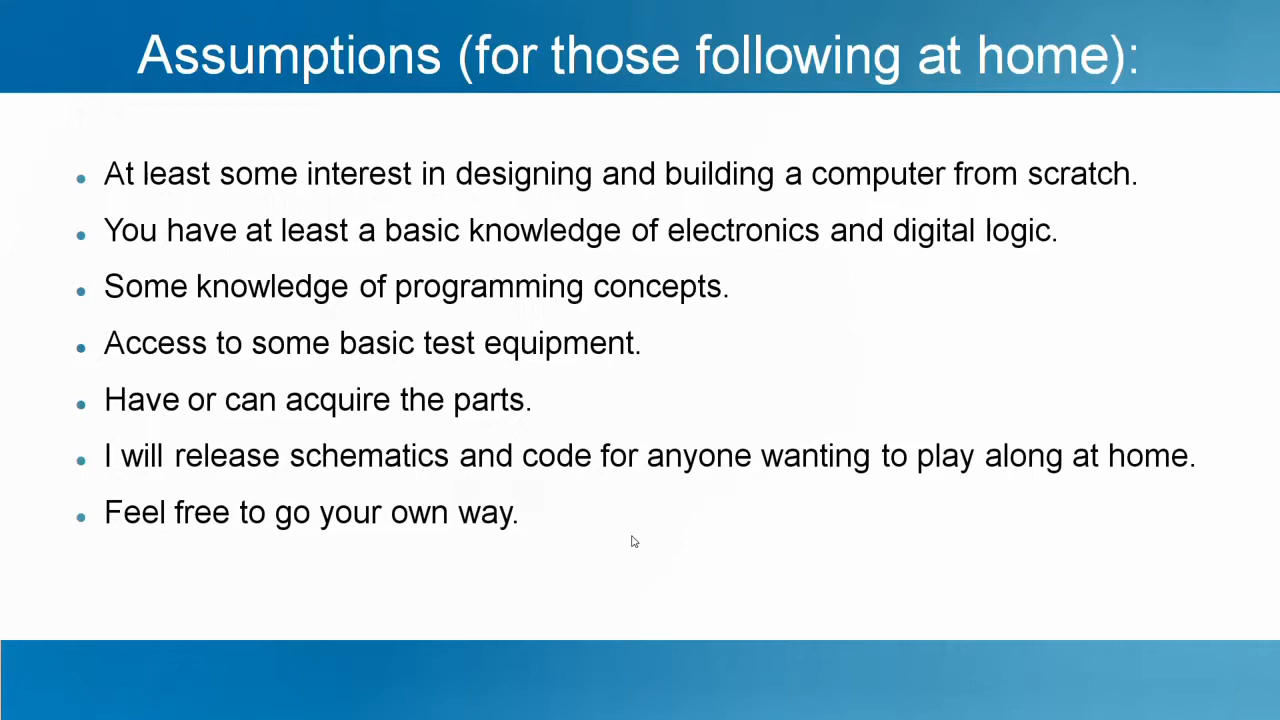 Assumptions (for those following at home):
At least some interest in designing and building a computer from scratch.
You have at least a basic knowledge of electronics and digital logic.
Some knowledge of programming concepts.
Access to some basic test equipment.
Have or can acquire the parts.
I will release schematics and code for anyone wanting to play along at home.
Feel free to go your own way.